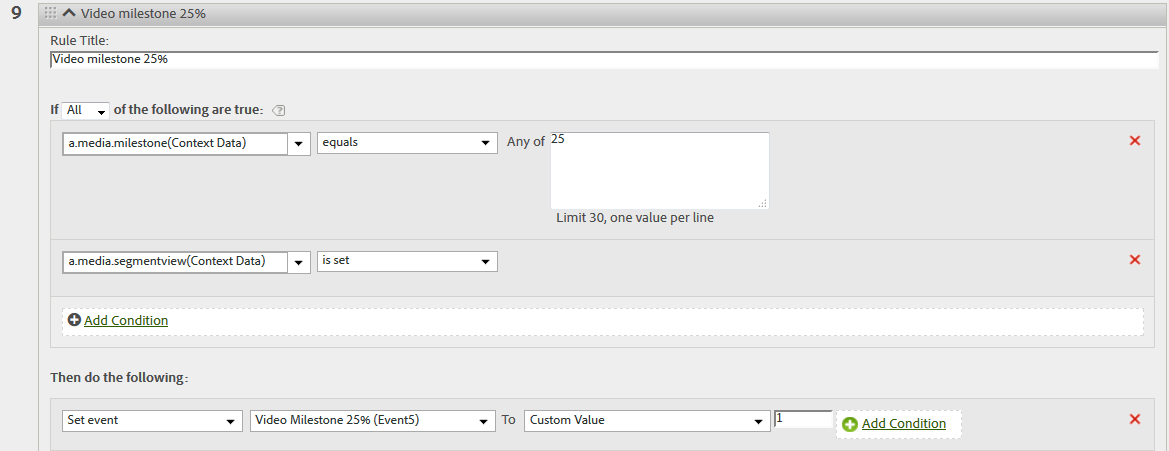 9 Video milestone 25%
Rule Title:
Video milestone 25%
If All of the following are true:
a.media.milestone(Context Data) equals Any of 25
Limit 30, one value per line
a.media.segmentview(Context Data) is set
Add Condition
Then do the following:
Set event Video Milestone 25% (Event5) To Custom Value 1 Add Condition